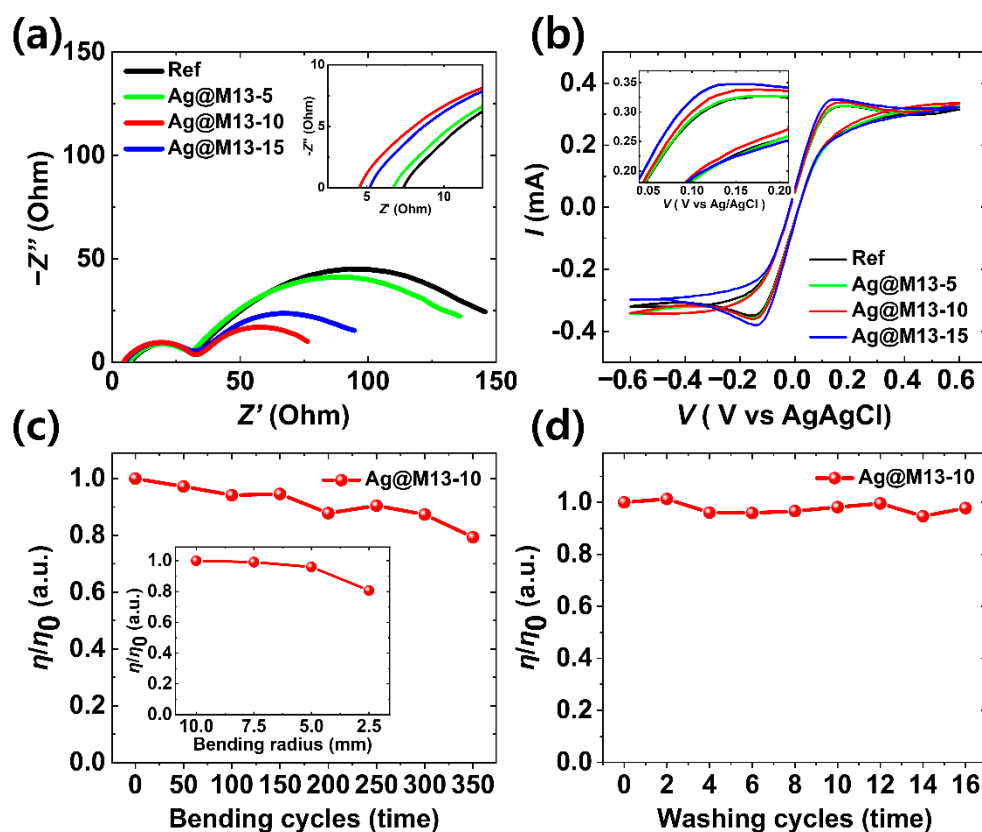 (a)
150
100
50
0
0 50 100 150
−Z'' (Ohm)
Z' (Ohm)
Ref
Ag@M13-5
Ag@M13-10
Ag@M13-15
10
5
0
5 10
-Z'' (Ohm)
Z' (Ohm)
(b)
0.4
0.2
0.0
-0.2
-0.4
−0.6 −0.4 −0.2 0.0 0.2 0.4 0.6
I (mA)
V ( V vs AgAgCl)
0.35
0.30
0.25
0.20
0.05 0.10 0.15 0.20
V ( V vs Ag/AgCl )
Ref
Ag@M13-5
Ag@M13-10
Ag@M13-15
(c)
1.0
0.8
0.6
0.4
0.2
0.0
0 50 100 150 200 250 300 350
η/η0 (a.u.)
Bending cycles (time)
Ag@M13-10
1.0
0.8
0.6
0.4
0.2
0.0
10.0 7.5 5.0 2.5
η/η0 (a.u.)
Bending radius (mm)
(d)
1.0
0.8
0.6
0.4
0.2
0.0
0 2 4 6 8 10 12 14 16
η/η0 (a.u.)
Washing cycles (time)
Ag@M13-10